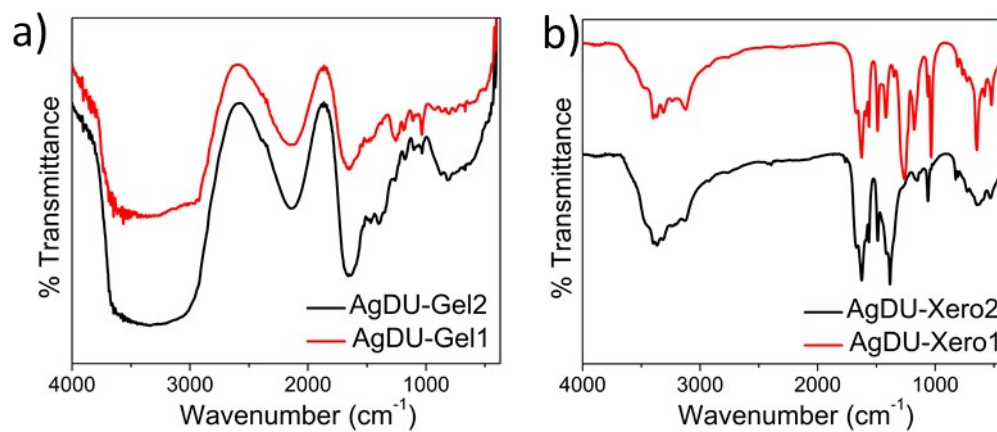 a)
% Transmittance
AgDU-Gel2
AgDU-Gel1
4000 3000 2000 1000
Wavenumber (cm⁻¹)
b)
% Transmittance
AgDU-Xero2
AgDU-Xero1
4000 3000 2000 1000
Wavenumber (cm⁻¹)